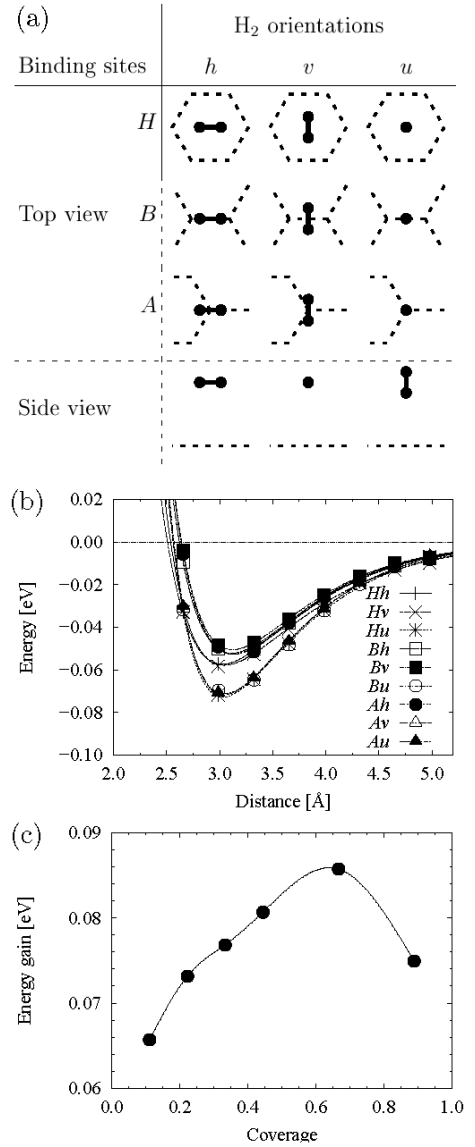 (a)
H2 orientations
Binding sites h v u
H
Top view B
A
Side view
(b)
0.02
0.00
−0.02
−0.04
−0.06
−0.08
−0.10
Energy [eV]
Hh
Hv
Hu
Bh
Bv
Bu
Ah
Av
Au
2.0 2.5 3.0 3.5 4.0 4.5 5.0
Distance [Å]
(c)
0.09
0.08
0.07
0.06
Energy gain [eV]
0.0 0.2 0.4 0.6 0.8 1.0
Coverage